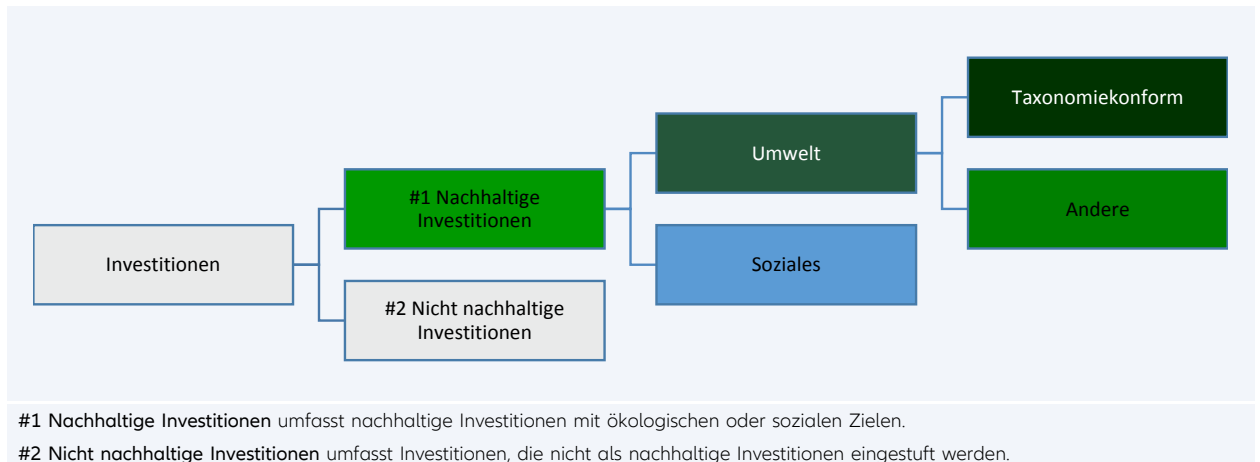 Taxonomiekonform
Umwelt
#1 Nachhaltige
Investitionen
Andere
Investitionen
Soziales
#2 Nicht nachhaltige
Investitionen
#1 Nachhaltige Investitionen umfasst nachhaltige Investitionen mit ökologischen oder sozialen Zielen.
#2 Nicht nachhaltige Investitionen umfasst Investitionen, die nicht als nachhaltige Investitionen eingestuft werden.